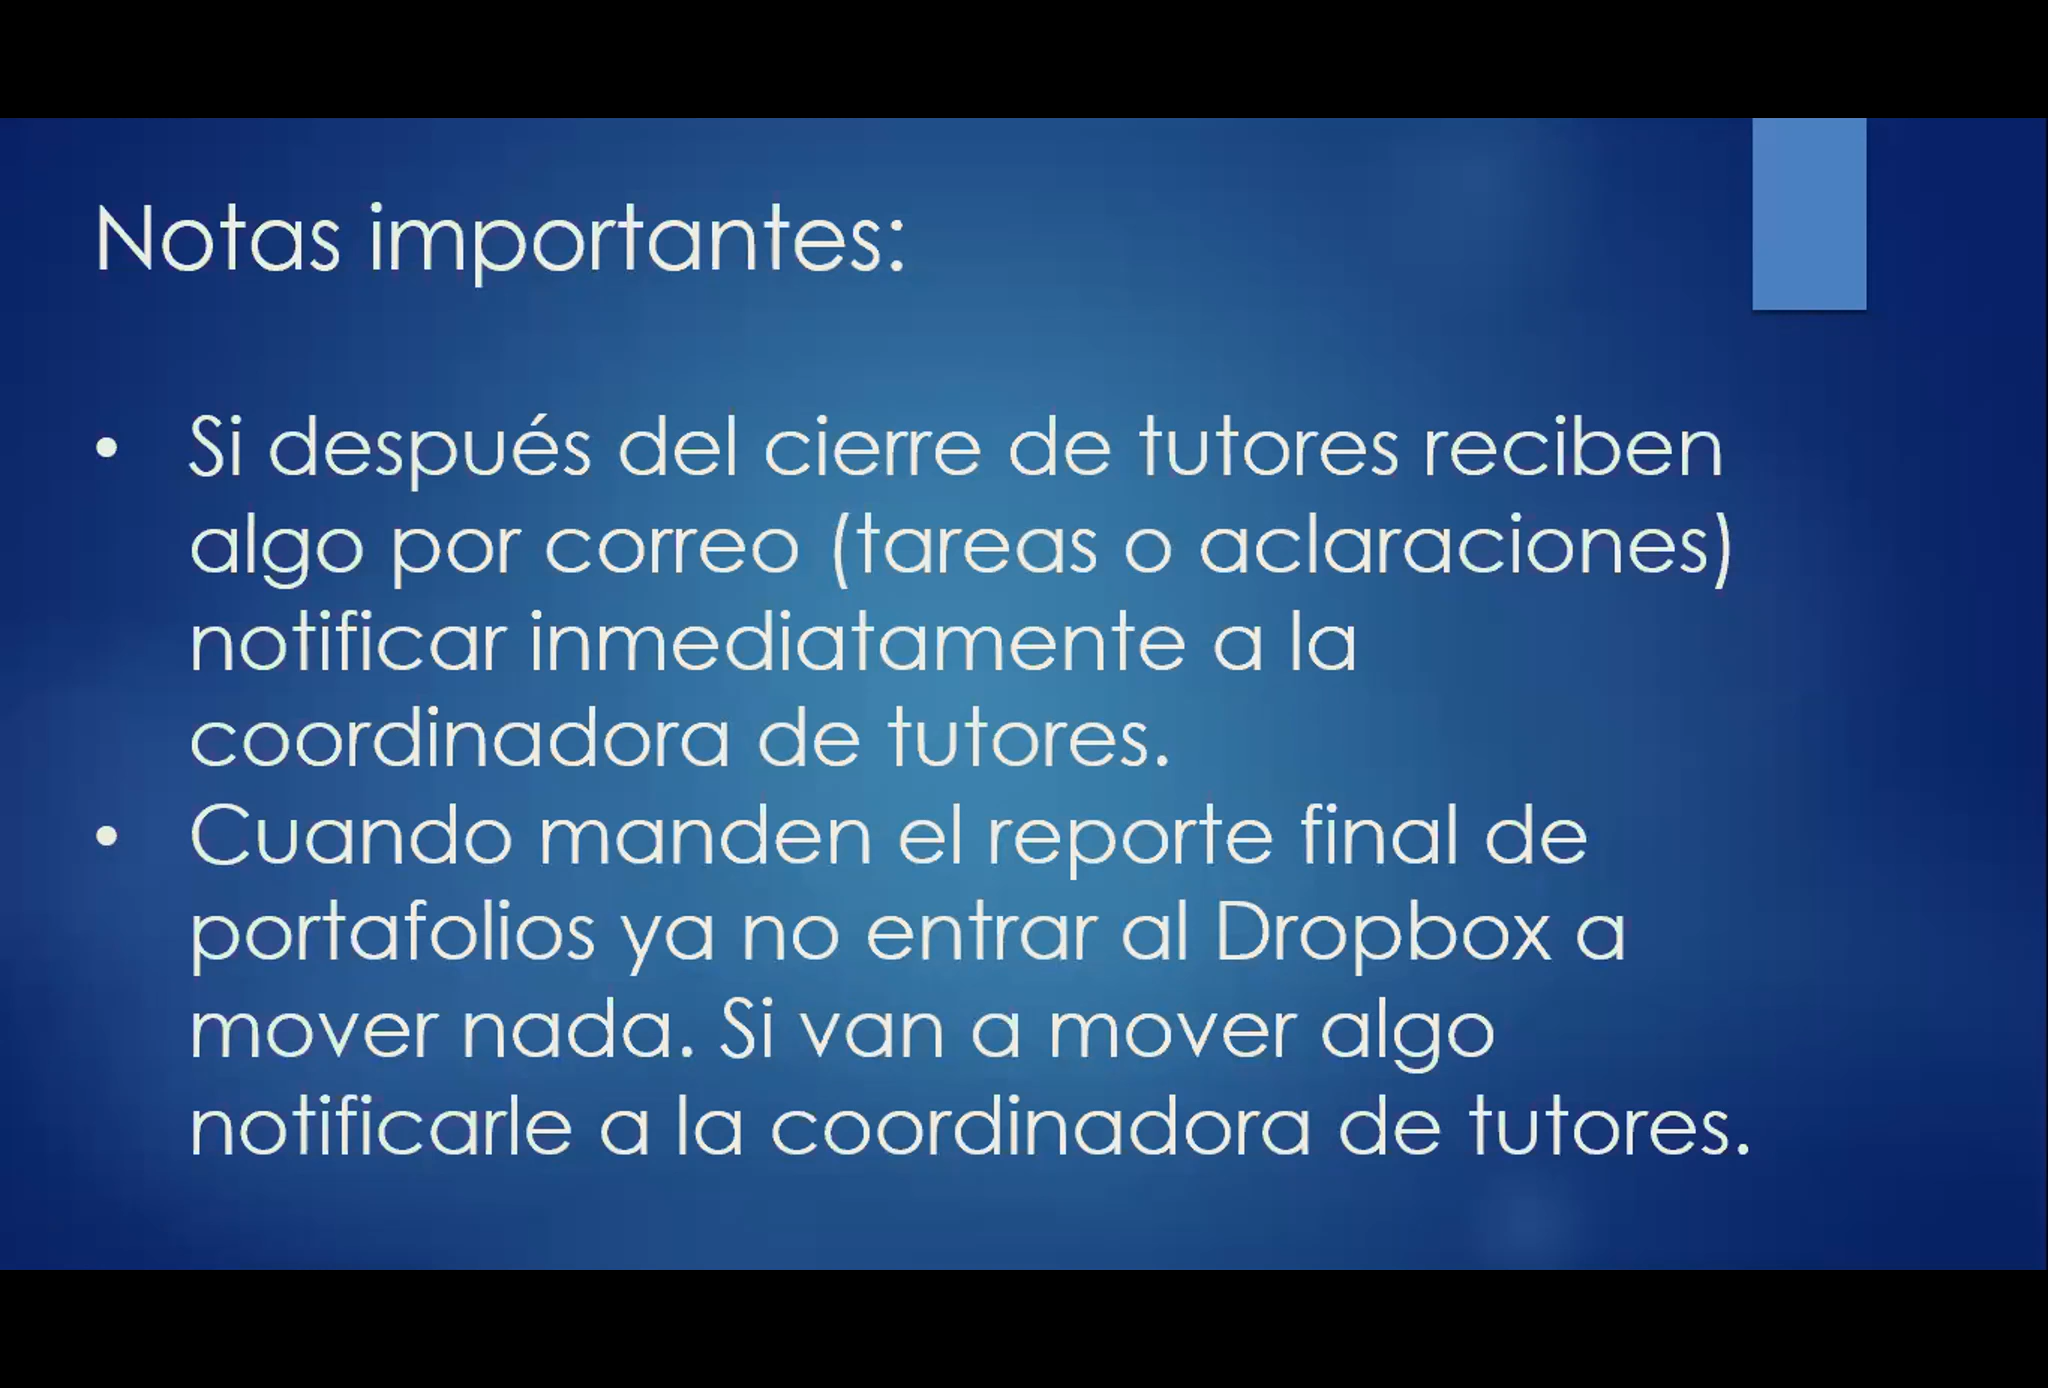 Notas importantes:
• Si después del cierre de tutores reciben
algo por correo (tareas o aclaraciones)
notificar inmediatamente a la
coordinadora de tutores.
• Cuando manden el reporte final de
portafolios ya no entrar al Dropbox a
mover nada. Si van a mover algo
notificarle a la coordinadora de tutores.